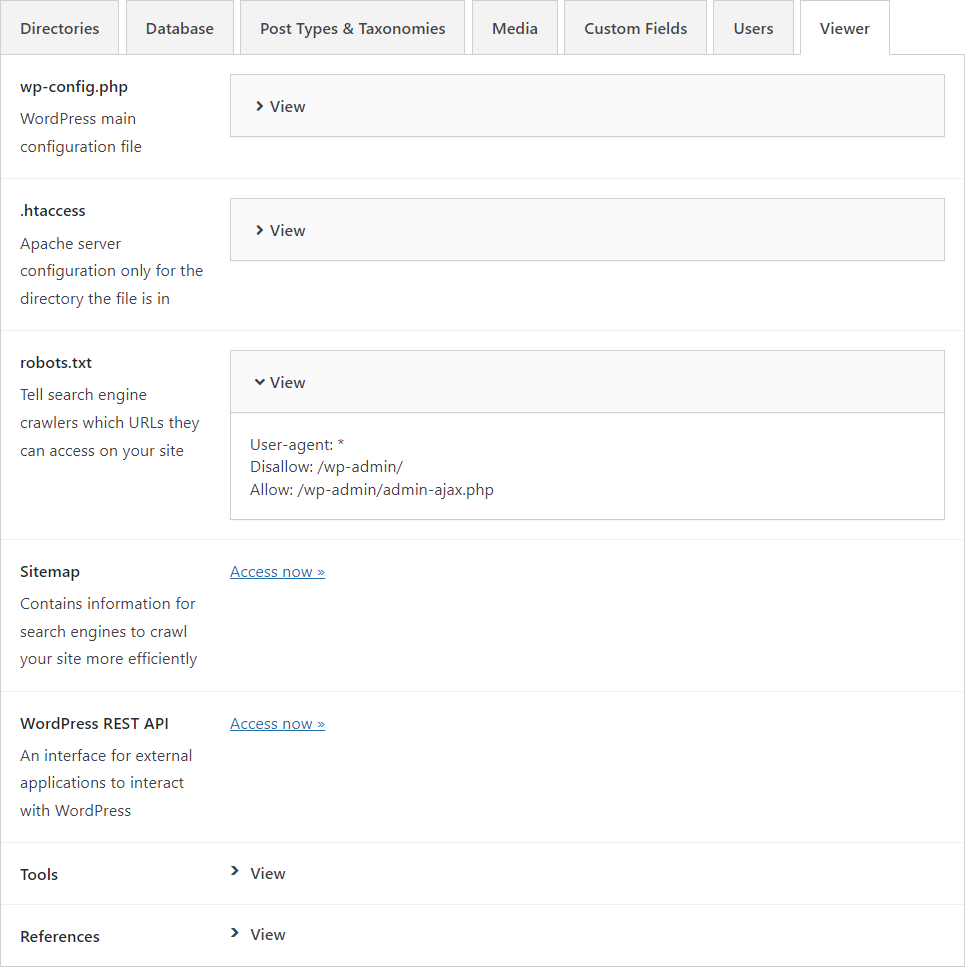 Directories Database Post Types & Taxonomies Media Custom Fields Users Viewer
wp-config.php
WordPress main
configuration file
View
.htaccess
Apache server
configuration only for the
directory the file is in
View
robots.txt
Tell search engine
crawlers which URLs they
can access on your site
View
User-agent: *
Disallow: /wp-admin/
Allow: /wp-admin/admin-ajax.php
Sitemap
Contains information for
search engines to crawl
your site more efficiently
Access now »
WordPress REST API
An interface for external
applications to interact
with WordPress
Access now »
Tools
View
References
View